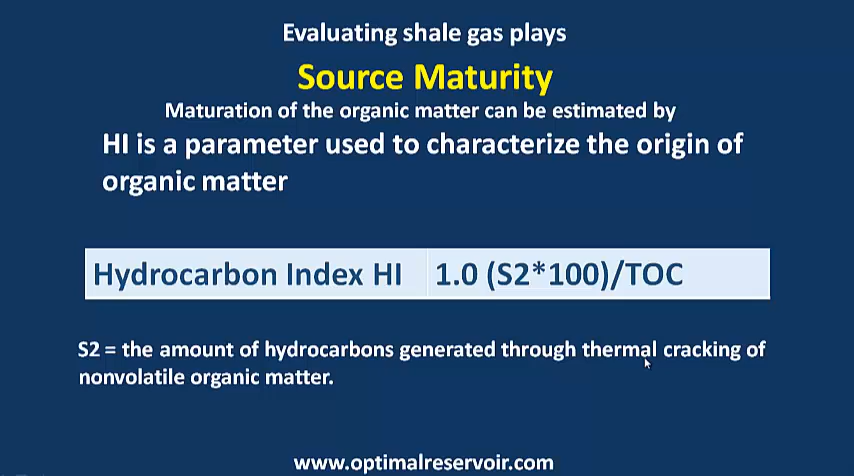 Evaluating shale gas plays
Source Maturity
Maturation of the organic matter can be estimated by
HI is a parameter used to characterize the origin of
organic matter
Hydrocarbon Index HI 1.0 (S2*100)/TOC
S2 = the amount of hydrocarbons generated through thermal cracking of
nonvolatile organic matter.
www.optimalreservoir.com